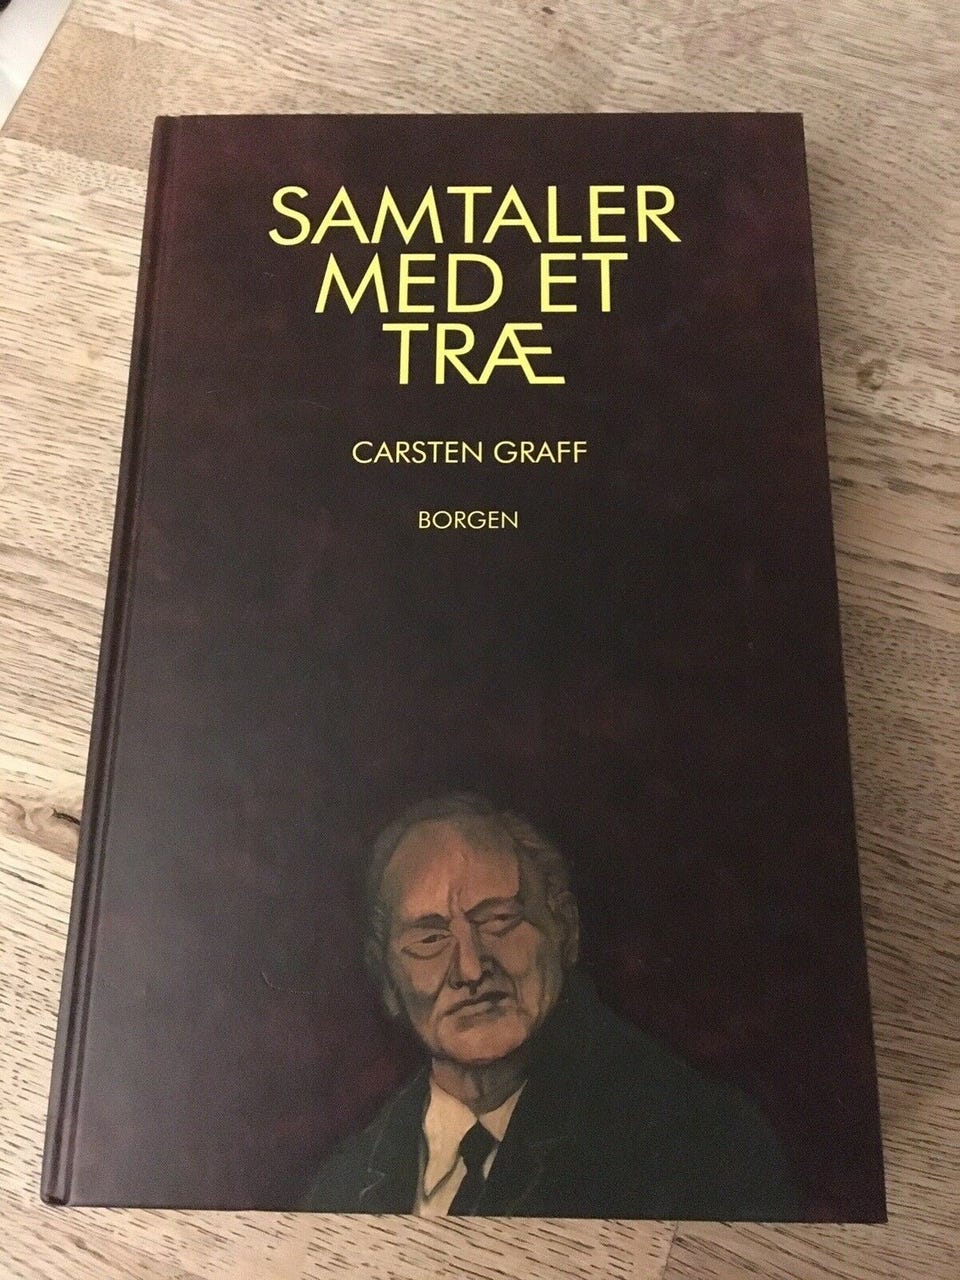 SAMTALER
MED ET
TRÆ
CARSTEN GRAFF
BORGEN